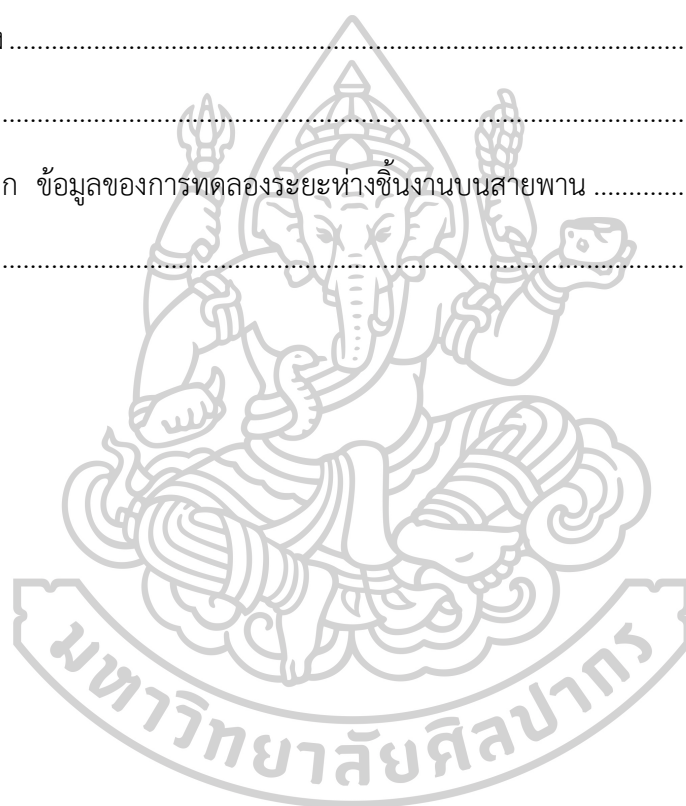 ง ..........................................................................................
..........................................................................................
ก ข้อมูลของการทดลองระยะห่างชิ้นงานบนสายพาน .............
..........................................................................................
มหาวิทยาลัยศิลปากร